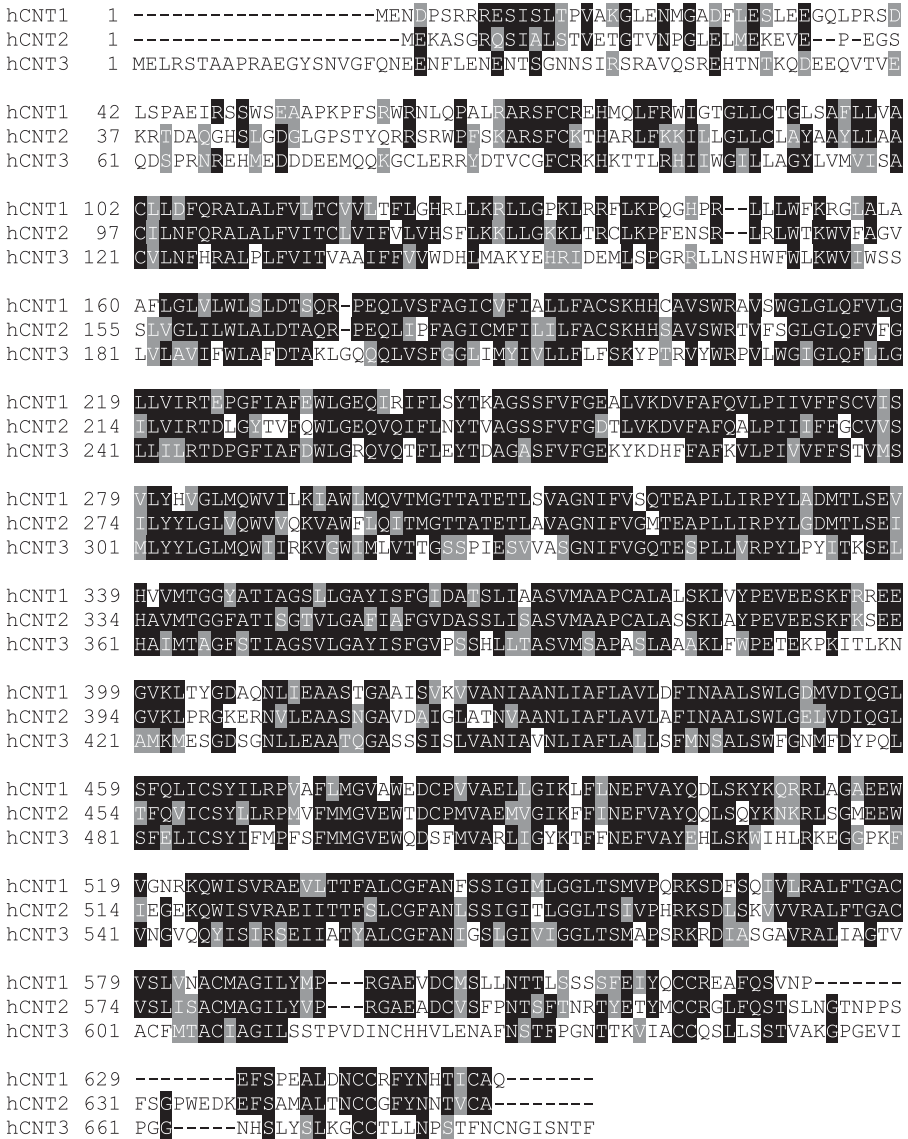 hCNT1 1 -------------------MENDPSRRRESISLTPVAKGLENMGADFLESLEEGQLPRSD
hCNT2 1 ---------------------MEKASGRQSIALSTVETGTVNPGLELMEKEVE--P-EGS
hCNT3 1 MELRSTAAPRAEGYSNVGFQNEENFLENENTSGNNSIRSRAVQSREHTNTKQDEEQVTVE
hCNT1 42 LSPAEIRSSWSEAAPKPFSRWRNLQPALRARSFCREHMQLFRWIGTGLLCTGLSAFLLVA
hCNT2 37 KRTDAQGHSLGDGLGPSTYQRRSRWPFSKARSFCKTHARLFKKILLGLLCLAYAAYLLAA
hCNT3 61 QDSPRNREHMEDDDEEMQQKGCLERRYDTVCGFCRKHKTTLRHIIWGILLAGYLVMVISA
hCNT1 102 CLLDFQRALALFVLTCVVLTFLGHRLLKRLLGPKLRRFLKPQGHPR--LLLWFKRGLALA
hCNT2 97 CILNFQRALALFVITCLVIFVLVHSFLKKLLGKKLTRCLKPFENSR--LRLWTKWVFAGV
hCNT3 121 CVLNFHRALPLFVITVAAIFFVVWDHLMAKYEHRIDEMLSPGRRLLNSHWFWLKWVIWSS
hCNT1 160 AFLGLVLWLSLDTSQR-PEQLVSFAGICVFIALLFACSKHHCAVSWRAVSWGLGLQFVLG
hCNT2 155 SLVGLILWLALDTAQR-PEQLIPFAGICMFILILFACSKHHSAVSWRTVFSGLGLQFVFG
hCNT3 181 LVLAVIFWLAFDTAKLGQQQLVSFGGLIMYIVLLFLFSKYPTRVYWRPVLWGIGLQFLLG
hCNT1 219 LLVIRTEPGFIAFEWLGEQIRIFLSYTKAGSSFVFGEALVKDVFAFQVLPIIVFFSCVIS
hCNT2 214 ILVIRTDLGYTVFQWLGEQVQIFLNYTVAGSSFVFGDTLVKDVFAFQALPIIIFFGCVVS
hCNT3 241 LLILRTDPGFIAFDWLGRQVQTFLEYTDAGASFVFGEKYKDHFFAFKVLPIVVFFSTVMS
hCNT1 279 VLYHVGLMQWVILKIAWLMQVTMGTTATETLSVAGNIFVSQTEAPLLIRPYLADMTLSEV
hCNT2 274 ILYYLGLVQWVVQKVAWFLQITMGTTATETLAVAGNIFVGMTEAPLLIRPYLGDMTLSEI
hCNT3 301 MLYYLGLMQWIIRKVGWIMLVTTGSSPIESVVASGNIFVGQTESPLLVRPYLPYITKSEL
hCNT1 339 HVVMTGGYATIAGSLLGAYISFGIDATSLIAASVMAAPCALALSKLVYPEVEESKFRREE
hCNT2 334 HAVMTGGFATISGTVLGAFIAFGVDASSLISASVMAAPCALASSKLAYPEVEESKFKSEE
hCNT3 361 HAIMTAGFSTIAGSVLGAYISFGVPSSHLLTASVMSAPASLAAAKLFWPETEKPKITLKN
hCNT1 399 GVKLTYGDAQNLIEAASTGAAISVKVVANIAANLIAFLAVLDFINAALSWLGDMVDIQGL
hCNT2 394 GVKLPRGKERNVLEAASNGAVDAIGLATNVAANLIAFLAVLAFINAALSWLGELVDIQGL
hCNT3 421 AMKMESGDSGNLLEAATQGASSSISLVANIAVNLIAFLALLSFMNSALSWFGNMFDYPQL
hCNT1 459 SFQLICSYILRPVAFLMGVAWEDCPVVAELLGIKLFLNEFVAYQDLSKYKQRRLAGAEEW
hCNT2 454 TFQVICSYLLRPMVFMMGVEWTDCPMVAEMVGIKFFINEFVAYQQLSQYKNKRLSGMEEW
hCNT3 481 SFELICSYIFMPFSFMMGVEWQDSFMVARLIGYKTFFNEFVAYEHLSKWIHLRKEGGPKF
hCNT1 519 VGNRKQWISVRAEVLTTFALCGFANFSSIGIMLGGLTSMVPQRKSDFSQIVLRALFTGAC
hCNT2 514 IEGEKQWISVRAEIITTFSLCGFANLSSIGITLGGLTSIVPHRKSDLSKVVVRALFTGAC
hCNT3 541 VNGVQQYISIRSEIIATYALCGFANIGSLGIVIGGLTSMAPSRKRDIASGAVRALIAGTV
hCNT1 579 VSLVNACMAGILYMP---RGAEVDCMSLLNTTLSSSSFEIYQCCREAFQSVNP-------
hCNT2 574 VSLISACMAGILYVP---RGAEADCVSFPNTSFTNRTYETYMCCRGLFQSTSLNGTNPPS
hCNT3 601 ACFMTACIAGILSSTPVDINCHHVLENAFNSTFPGNTTKVIACCQSLLSSTVAKGPGEVI
hCNT1 629 --------EFSPEALDNCCRFYNHTICAQ-------
hCNT2 631 FSGPWEDKEFSAMALTNCCGFYNNTVCA--------
hCNT3 661 PGG-----NHSLYSLKGCCTLLNPSTFNCNGISNTF